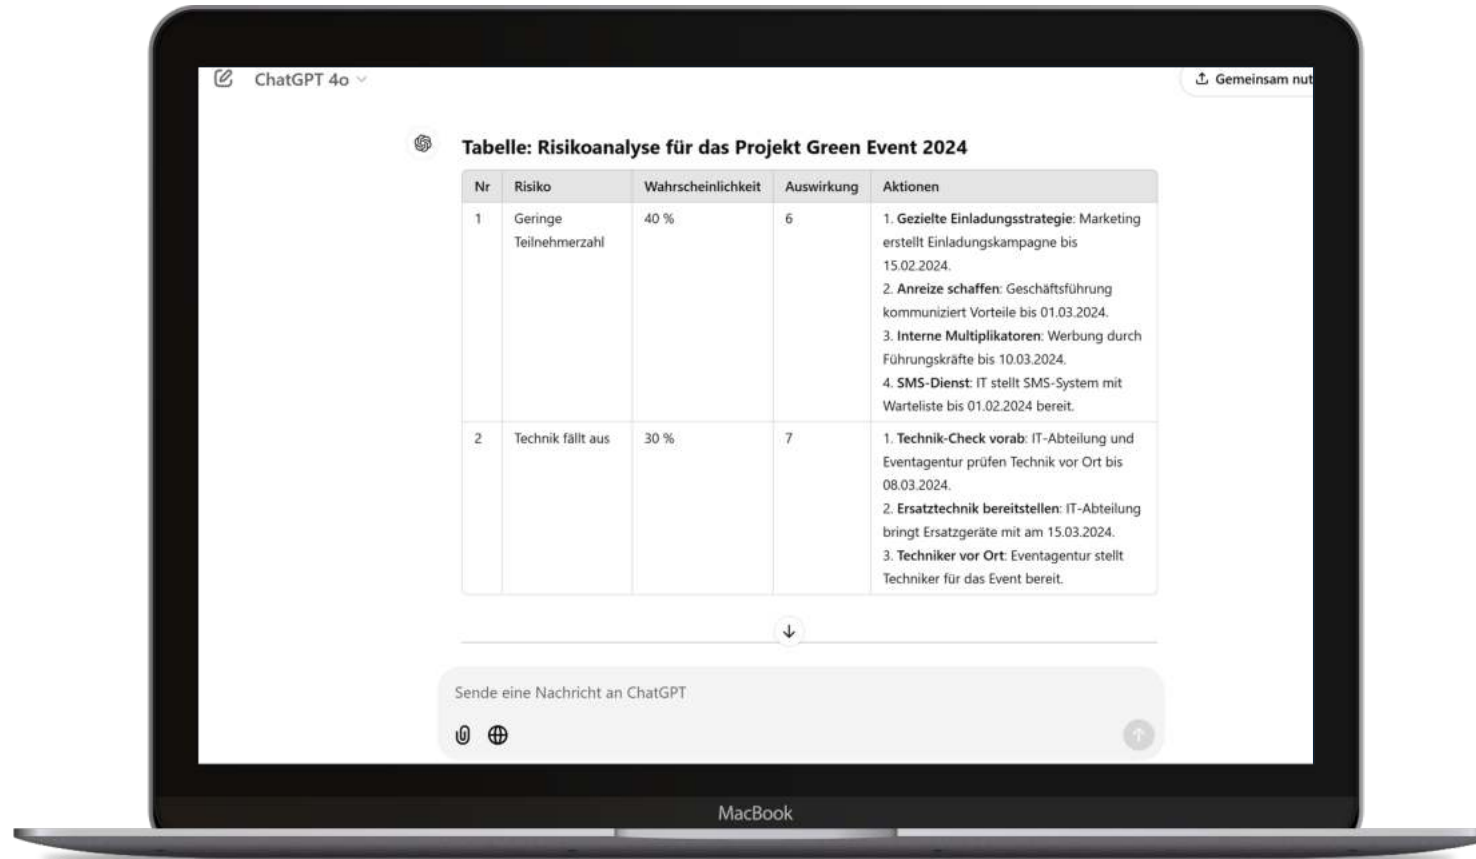 ChatGPT 4o
Gemeinsam nut
Tabelle: Risikoanalyse für das Projekt Green Event 2024
Nr Risiko Wahrscheinlichkeit Auswirkung Aktionen
1 Geringe Teilnehmerzahl 40 % 6
1. Gezielte Einladungsstrategie: Marketing
erstellt Einladungskampagne bis
15.02.2024.
2. Anreize schaffen: Geschäftsführung
kommuniziert Vorteile bis 01.03.2024.
3. Interne Multiplikatoren: Werbung durch
Führungskräfte bis 10.03.2024.
4. SMS-Dienst: IT stellt SMS-System mit
Warteliste bis 01.02.2024 bereit.
2 Technik fällt aus 30 % 7
1. Technik-Check vorab: IT-Abteilung und
Eventagentur prüfen Technik vor Ort bis
08.03.2024.
2. Ersatztechnik bereitstellen: IT-Abteilung
bringt Ersatzgeräte mit am 15.03.2024.
3. Techniker vor Ort: Eventagentur stellt
Techniker für das Event bereit.
Sende eine Nachricht an ChatGPT
MacBook